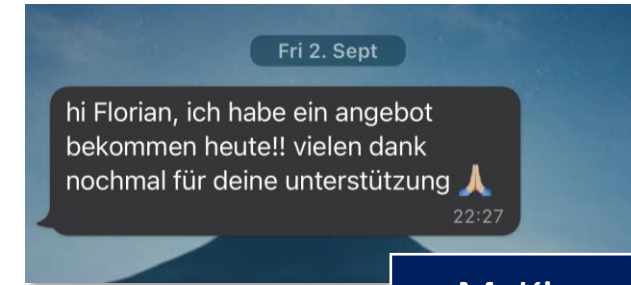 Fri 2. Sept
hi Florian, ich habe ein angebot
bekommen heute!! vielen dank
nochmal für deine unterstützung 🙏🏼
22:27